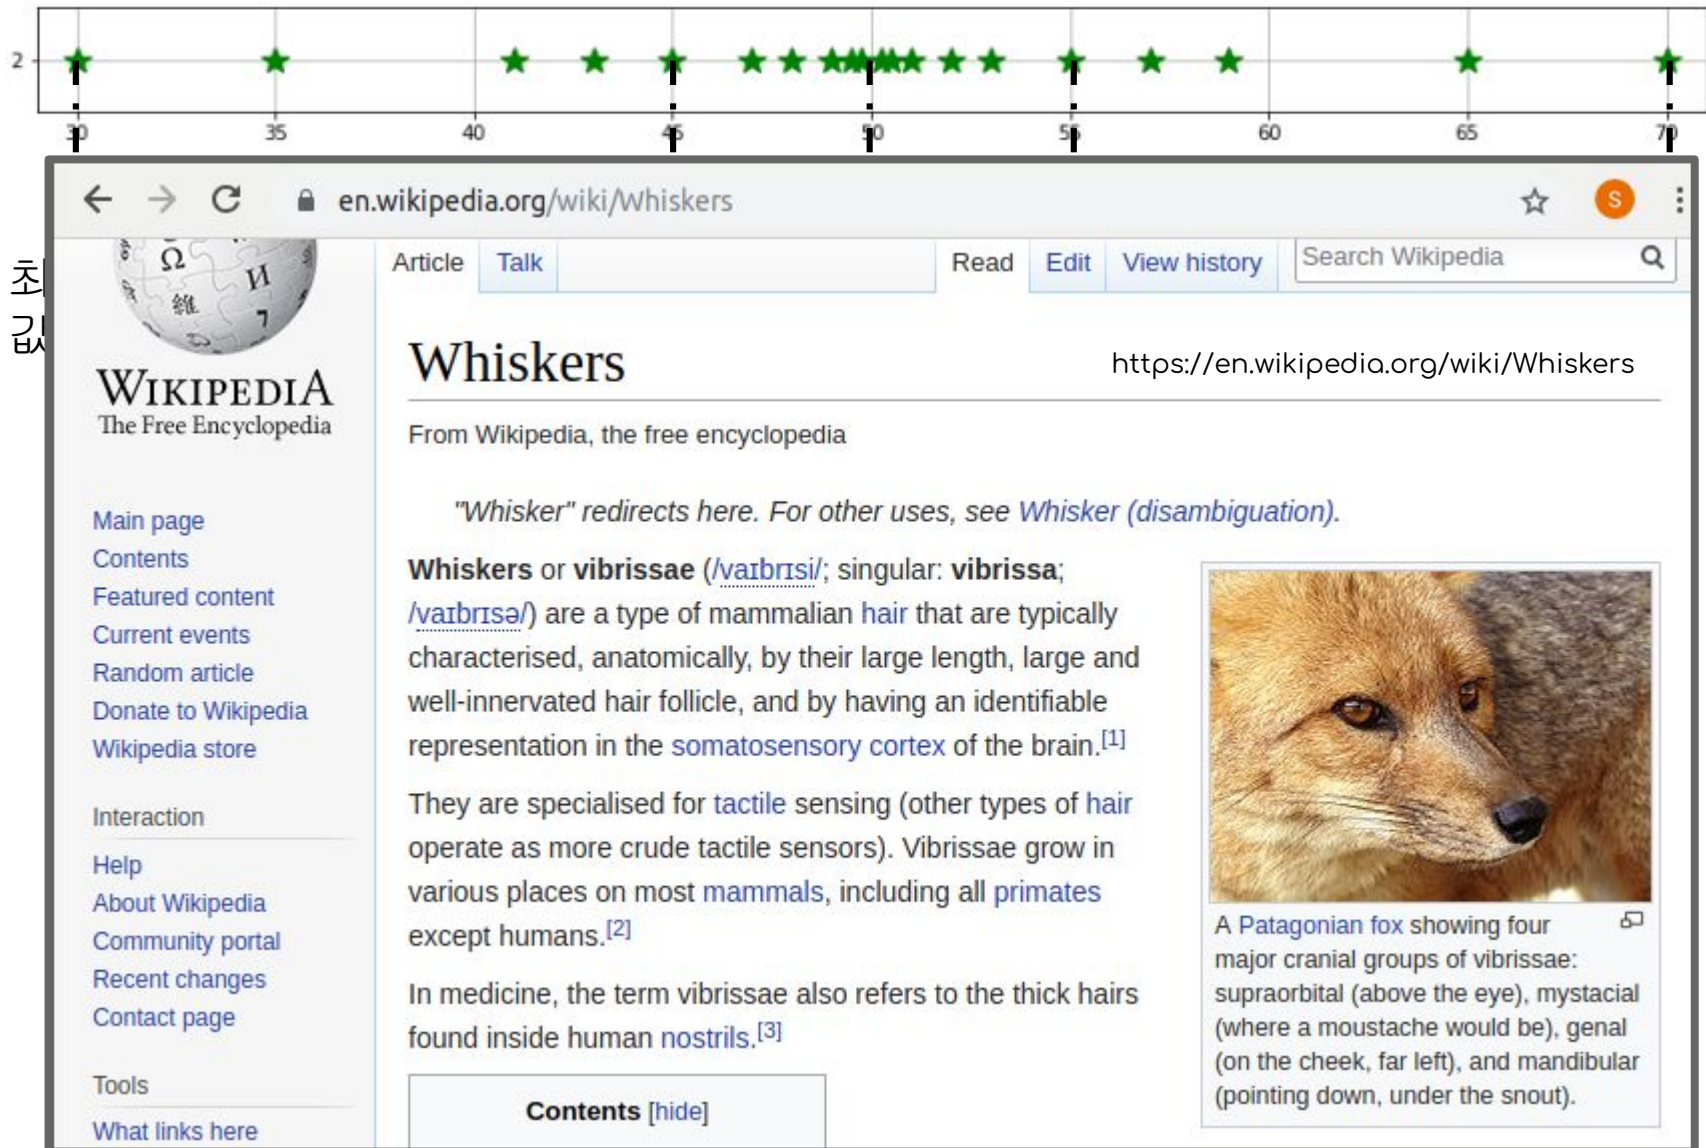 2
30 35 40 45 50 55 60 65 70
en.wikipedia.org/wiki/Whiskers
S
최
값
Ω
И
維
7
WIKIPEDIA
The Free Encyclopedia
Main page
Contents
Featured content
Current events
Random article
Donate to Wikipedia
Wikipedia store
Interaction
Help
About Wikipedia
Community portal
Recent changes
Contact page
Tools
What links here
Article Talk Read Edit View history Search Wikipedia
Whiskers
https://en.wikipedia.org/wiki/Whiskers
From Wikipedia, the free encyclopedia
"Whisker" redirects here. For other uses, see Whisker (disambiguation).
Whiskers or vibrissae (/vaɪbrɪsi/; singular: vibrissa;
/vaɪbrɪsə/) are a type of mammalian hair that are typically
characterised, anatomically, by their large length, large and
well-innervated hair follicle, and by having an identifiable
representation in the somatosensory cortex of the brain.[1]
They are specialised for tactile sensing (other types of hair
operate as more crude tactile sensors). Vibrissae grow in
various places on most mammals, including all primates
except humans.[2]
In medicine, the term vibrissae also refers to the thick hairs
found inside human nostrils.[3]
Contents [hide]
A Patagonian fox showing four
major cranial groups of vibrissae:
supraorbital (above the eye), mystacial
(where a moustache would be), genal
(on the cheek, far left), and mandibular
(pointing down, under the snout).